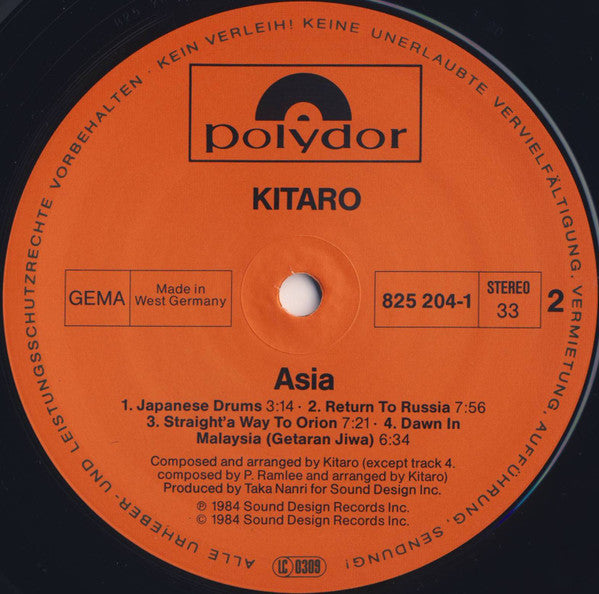 ALLE URHEBER- UND LEISTUNGSSCHUTZRECHTE VORBEHALTEN · KEIN VERLEIH! KEINE UNERLAUBTE VERVIELFÄLTIGUNG, VERMIETUNG, AUFFÜHRUNG, SENDUNG!
polydor
KITARO
GEMA
Made in
West Germany
825 204-1
STEREO
33
2
Asia
1. Japanese Drums 3:14 · 2. Return To Russia 7:56
3. Straight'a Way To Orion 7:21 · 4. Dawn In
Malaysia (Getaran Jiwa) 6:34
Composed and arranged by Kitaro (except track 4.
composed by P. Ramlee and arranged by Kitaro)
Produced by Taka Nanri for Sound Design Inc.
℗ 1984 Sound Design Records Inc.
© 1984 Sound Design Records Inc.
LC 0309